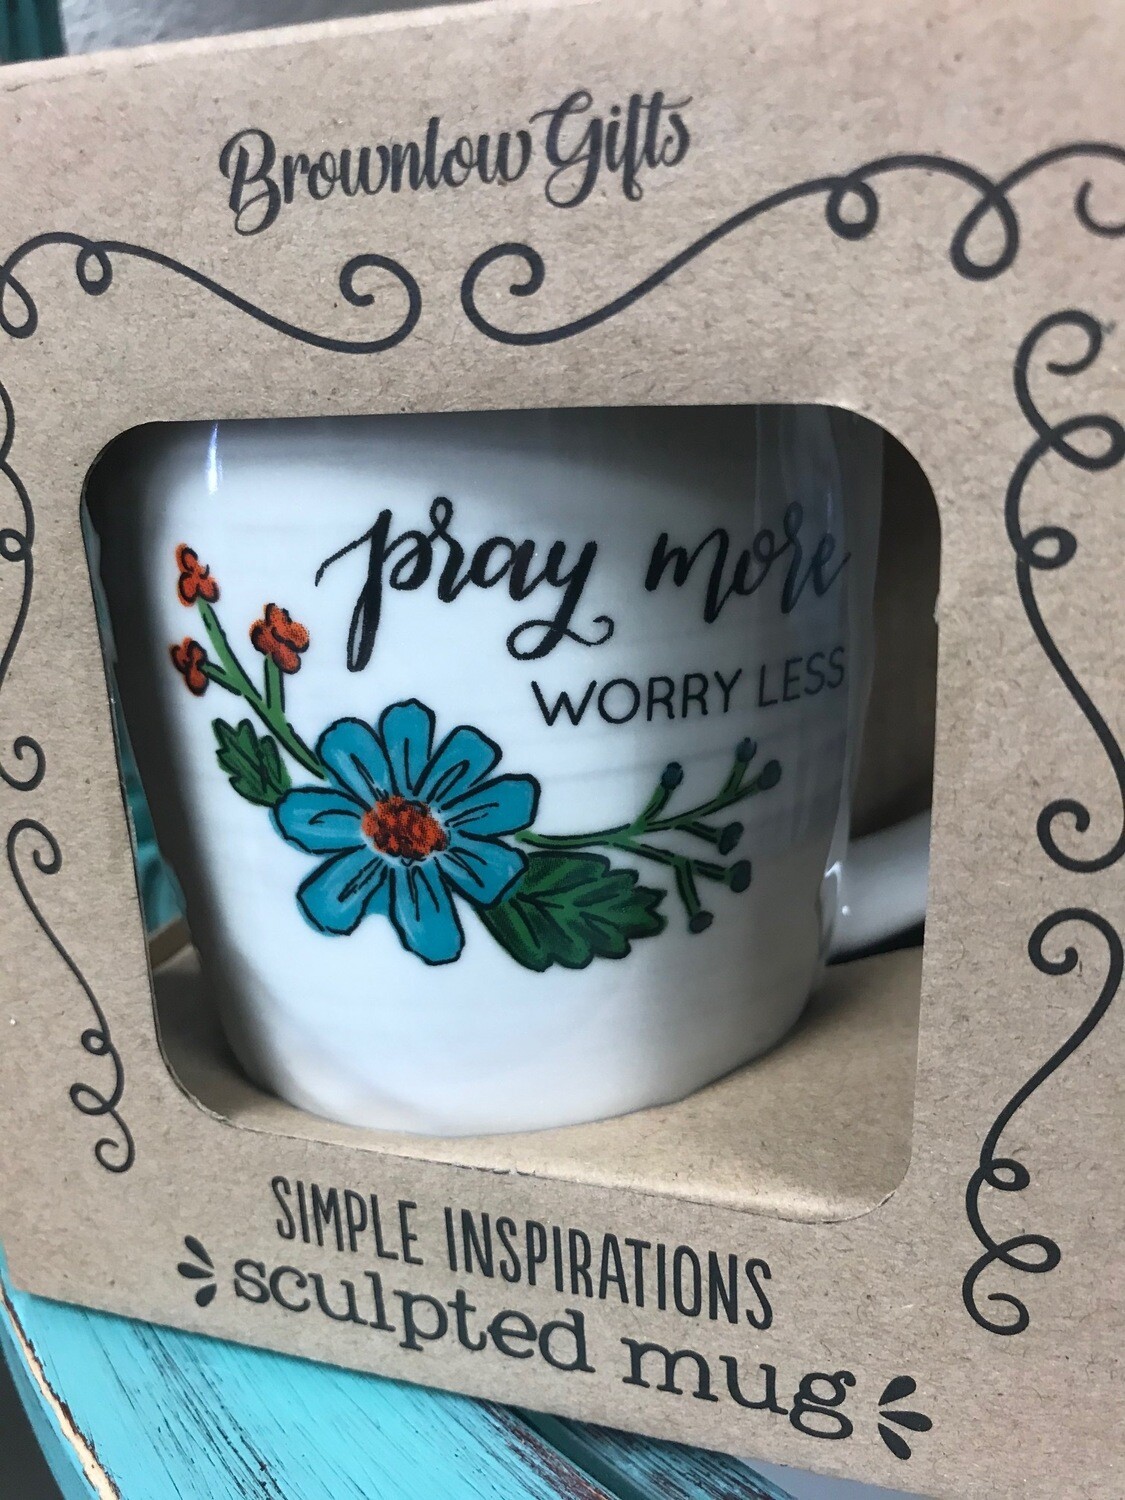 Brownlow Gifts
pray more
WORRY LESS
SIMPLE INSPIRATIONS
sculpted mug